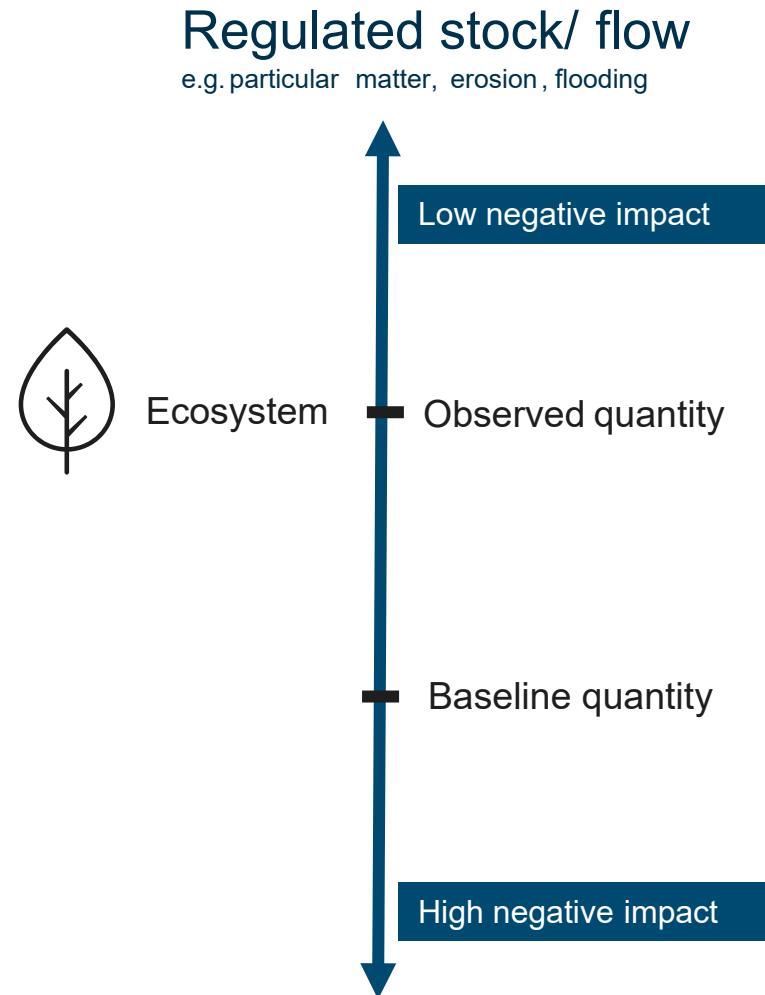 Regulated stock/ flow
e.g. particular matter, erosion, flooding
Low negative impact
Ecosystem
Observed quantity
Baseline quantity
High negative impact